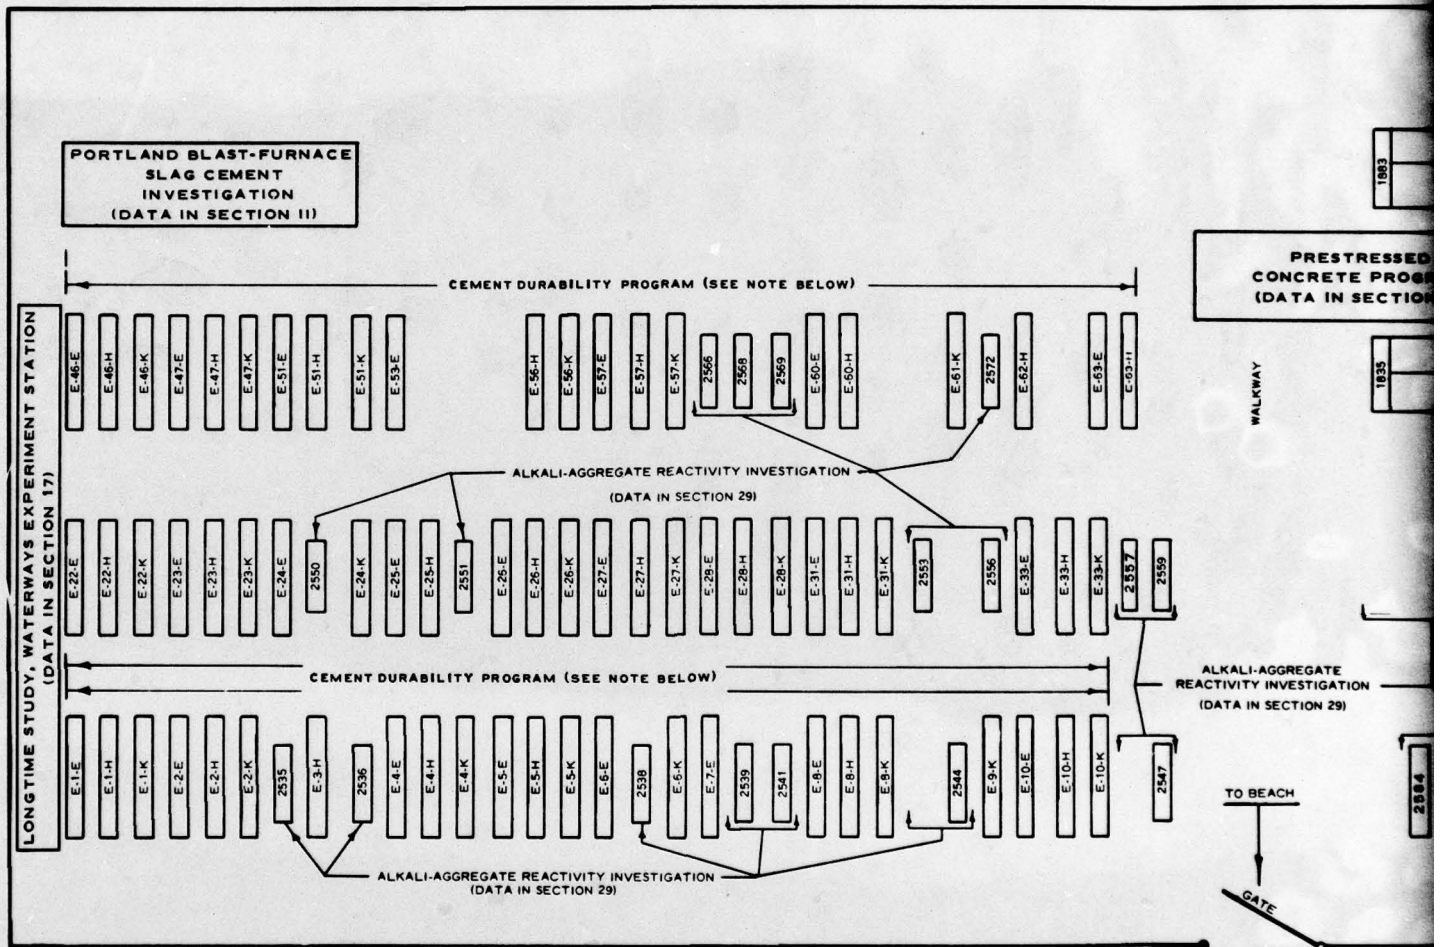 PORTLAND BLAST-FURNACE
SLAG CEMENT
INVESTIGATION
(DATA IN SECTION 11)
1883
PRESTRESSED
CONCRETE
(DATA IN SECTION
CEMENT DURABILITY PROGRAM (SEE NOTE BELOW)
LONGTIME STUDY, WATERWAYS EXPERIMENT STATION
(DATA IN SECTION 17)
E-46-E
E-46-H
E-46-K
E-47-E
E-47-H
E-47-K
E-51-E
E-51-H
E-51-K
E-53-E
E-56-H
E-56-K
E-57-E
E-57-H
E-57-K
2566
2568
2569
E-60-E
E-60-H
E-61-K
2572
E-62-H
E-63-E
E-63-H
WALKWAY
1835
ALKALI-AGGREGATE REACTIVITY INVESTIGATION
(DATA IN SECTION 29)
E-22-E
E-22-H
E-22-K
E-23-E
E-23-H
E-23-K
E-24-E
2550
E-24-K
E-25-E
E-25-H
2551
E-26-E
E-26-H
E-26-K
E-27-E
E-27-H
E-27-K
E-28-E
E-28-H
E-28-K
E-31-E
E-31-H
E-31-K
2553
2556
E-33-E
E-33-H
E-33-K
2557
2559
CEMENT DURABILITY PROGRAM (SEE NOTE BELOW)
ALKALI-AGGREGATE
REACTIVITY INVESTIGATION
(DATA IN SECTION 29)
E-1-E
E-1-H
E-1-K
E-2-E
E-2-H
E-2-K
2535
E-3-H
2536
E-4-E
E-4-H
E-4-K
E-5-E
E-5-H
E-5-K
E-6-E
2538
E-6-K
E-7-E
2539
2541
E-8-E
E-8-H
E-8-K
2544
E-9-K
E-10-E
E-10-H
E-10-K
2547
TO BEACH
2584
ALKALI-AGGREGATE REACTIVITY INVESTIGATION
(DATA IN SECTION 29)
GATE